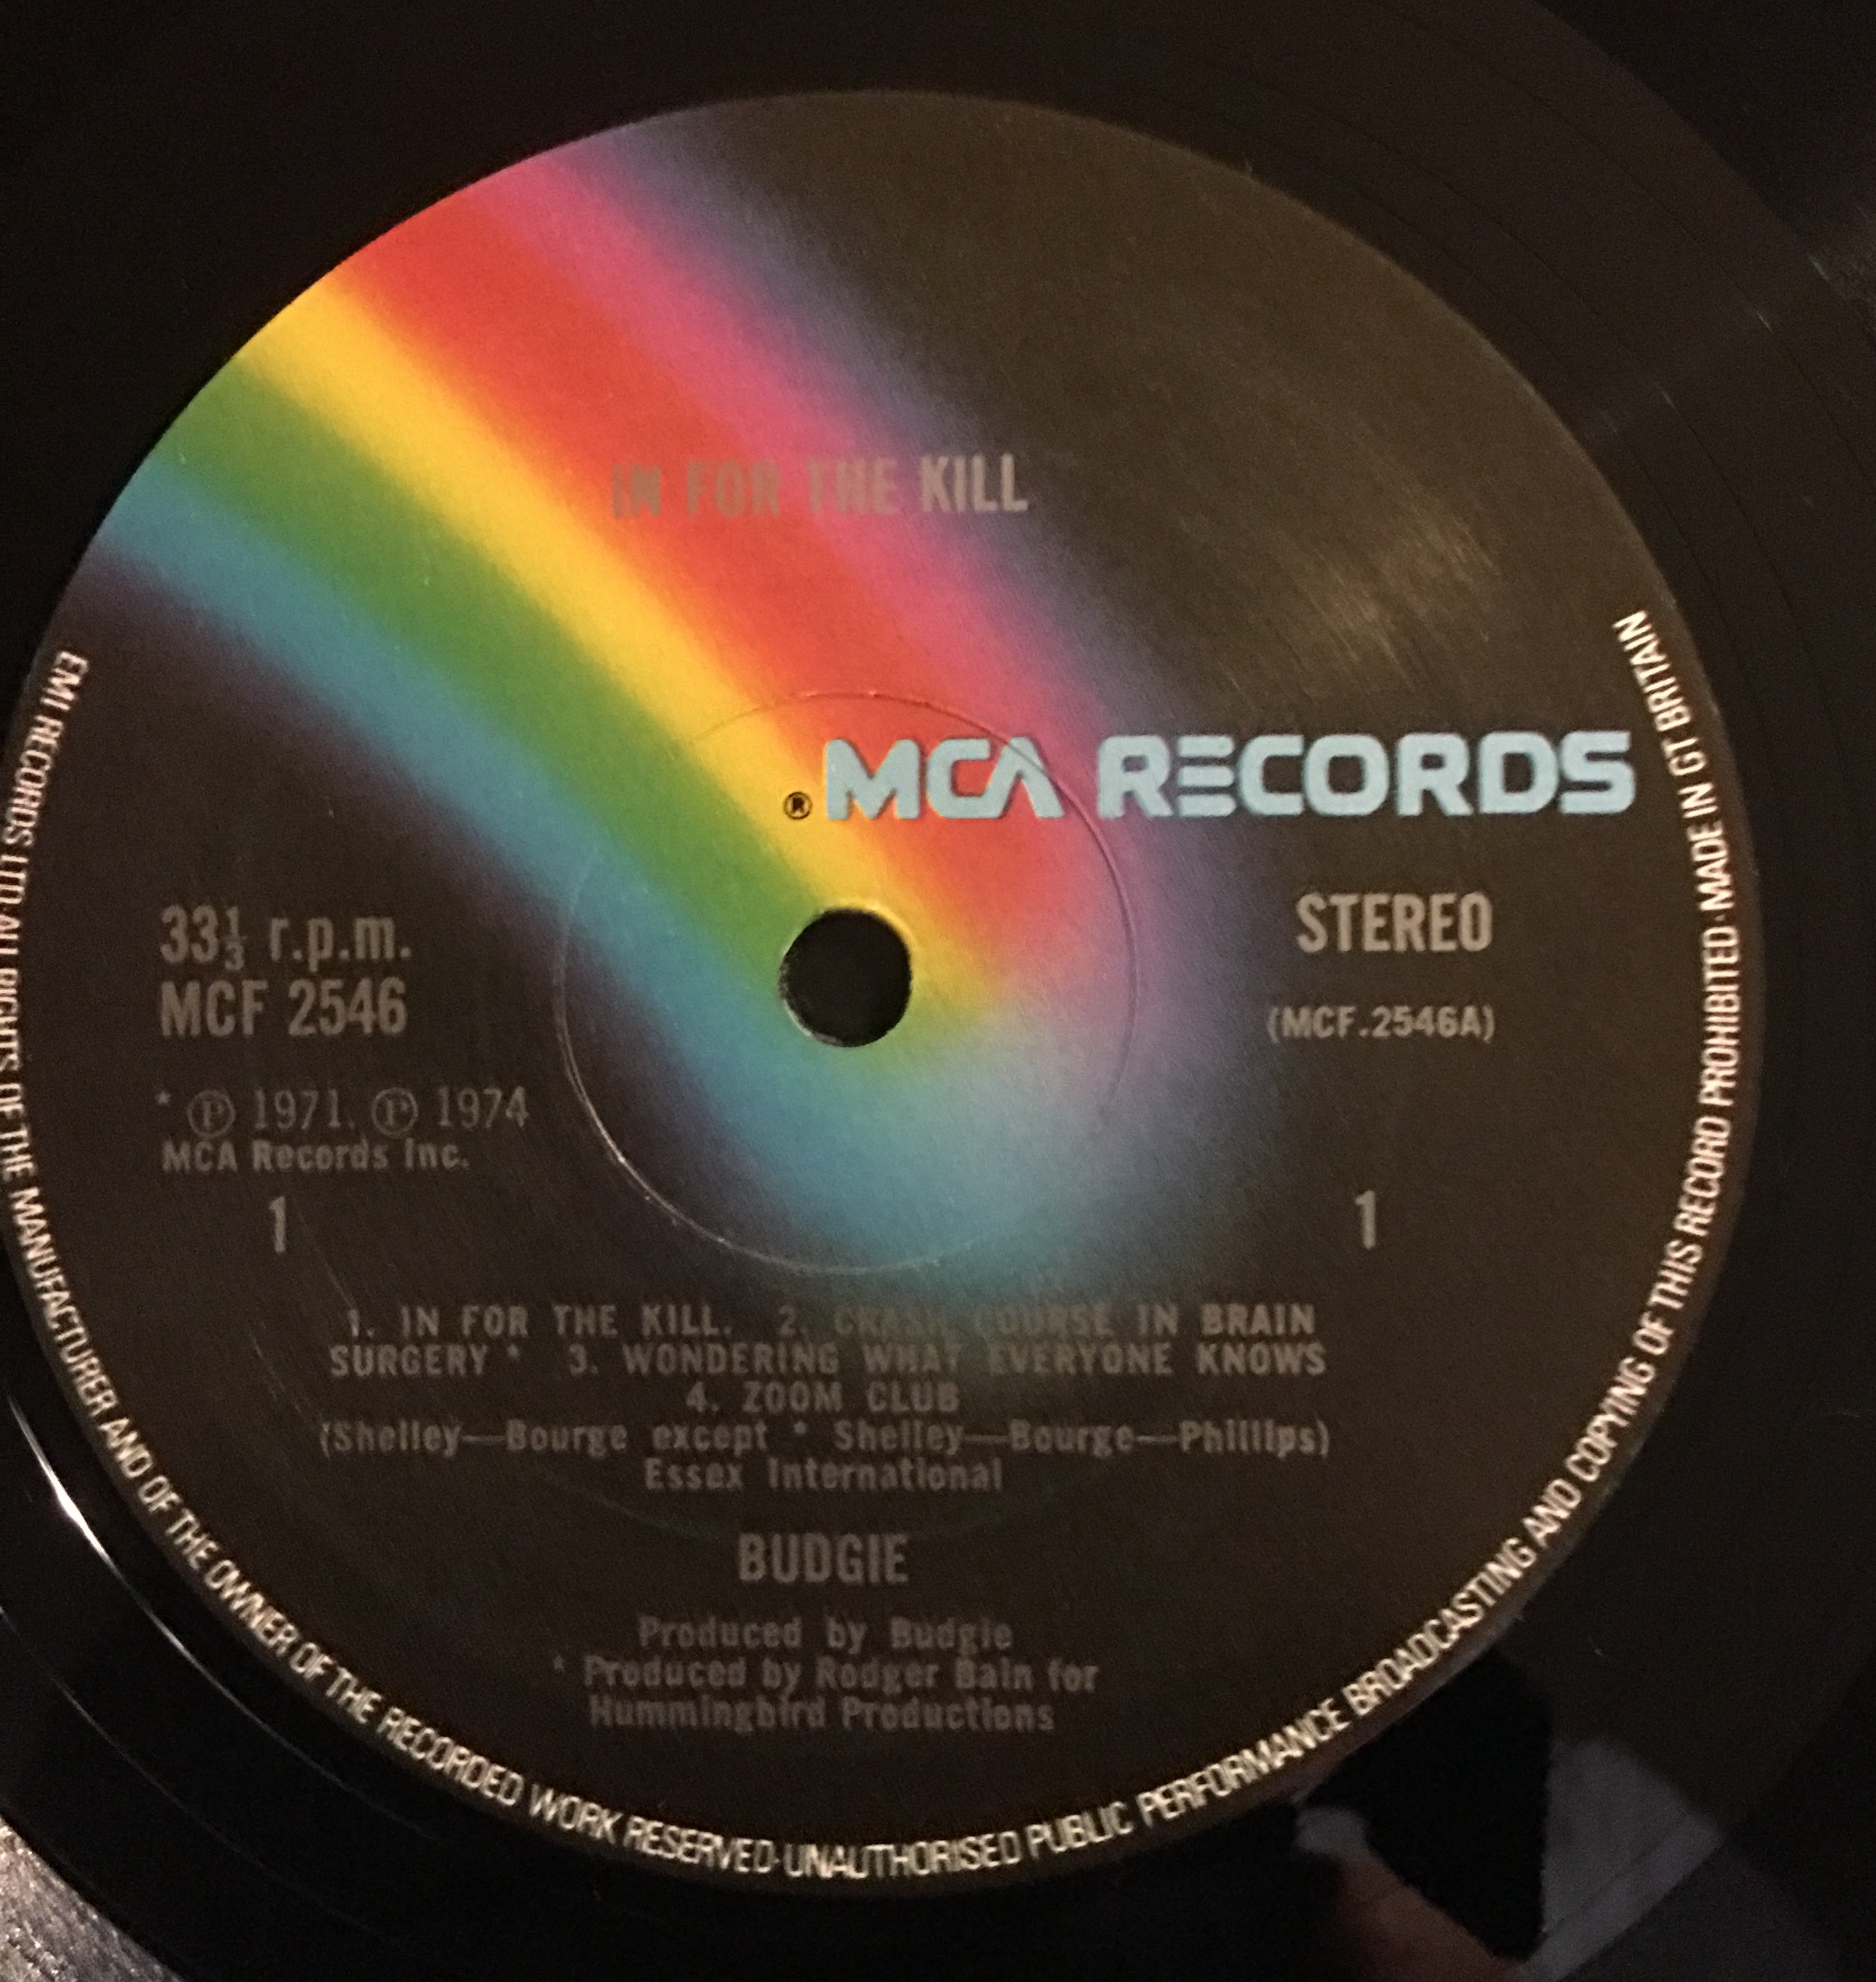 IN FOR THE KILL
® MCA RECORDS
33⅓ r.p.m.
MCF 2546
STEREO
(MCF.2546A)
* Ⓟ 1971. Ⓟ 1974
MCA Records Inc.
1
1
1. IN FOR THE KILL. 2. CRASH COURSE IN BRAIN
SURGERY * 3. WONDERING WHAT EVERYONE KNOWS
4. ZOOM CLUB
(Shelley—Bourge except * Shelley—Bourge—Phillips)
Essex International
BUDGIE
Produced by Budgie
* Produced by Rodger Bain for
Hummingbird Productions
EMI RECORDS LTD·ALL RIGHTS OF THE MANUFACTURER AND OF THE OWNER OF THE RECORDED WORK RESERVED·UNAUTHORISED PUBLIC PERFORMANCE BROADCASTING AND COPYING OF THIS RECORD PROHIBITED·MADE IN GT BRITAIN